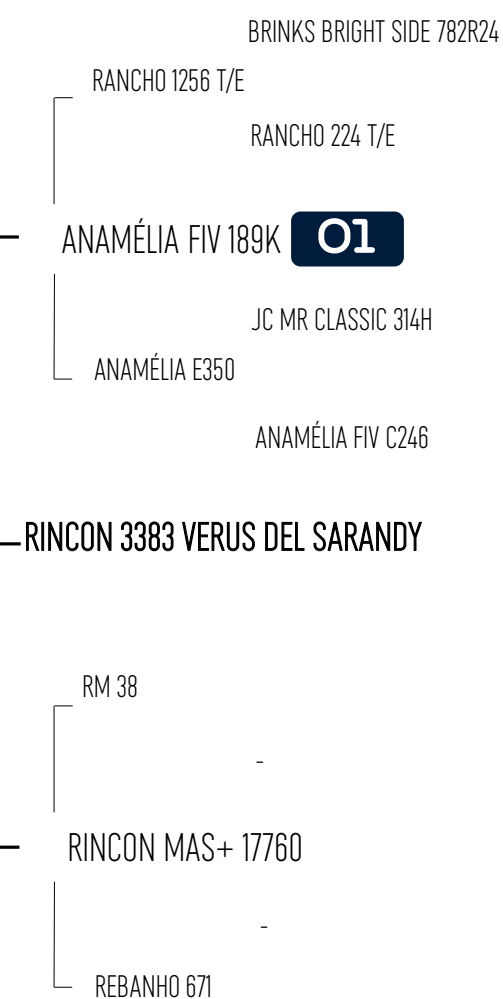 BRINKS BRIGHT SIDE 782R24
RANCHO 1256 T/E
RANCHO 224 T/E
ANAMÉLIA FIV 189K 01
JC MR CLASSIC 314H
ANAMÉLIA E350
ANAMÉLIA FIV C246
RINCON 3383 VERUS DEL SARANDY
RM 38
-
RINCON MAS+ 17760
-
REBANHO 671